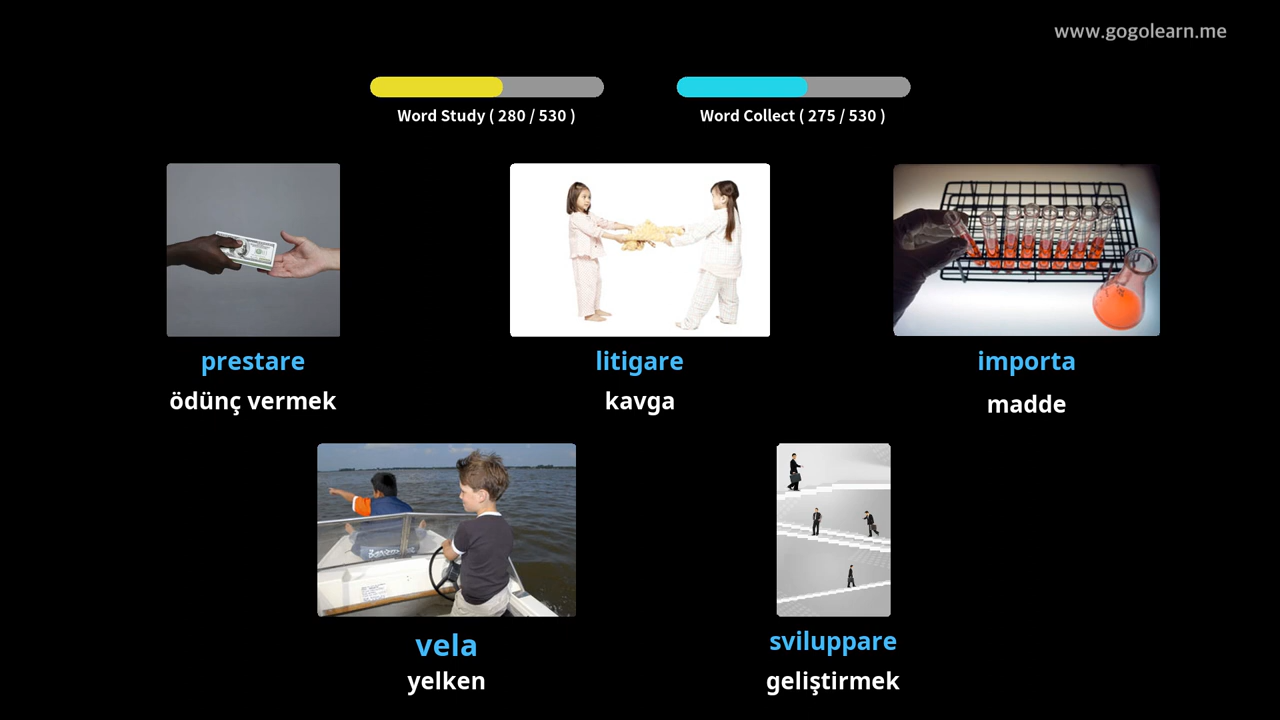 www.gogolearn.me
Word Study ( 280 / 530 )
Word Collect ( 275 / 530 )
prestare
ödünç vermek
litigare
kavga
importa
madde
vela
yelken
sviluppare
geliştirmek